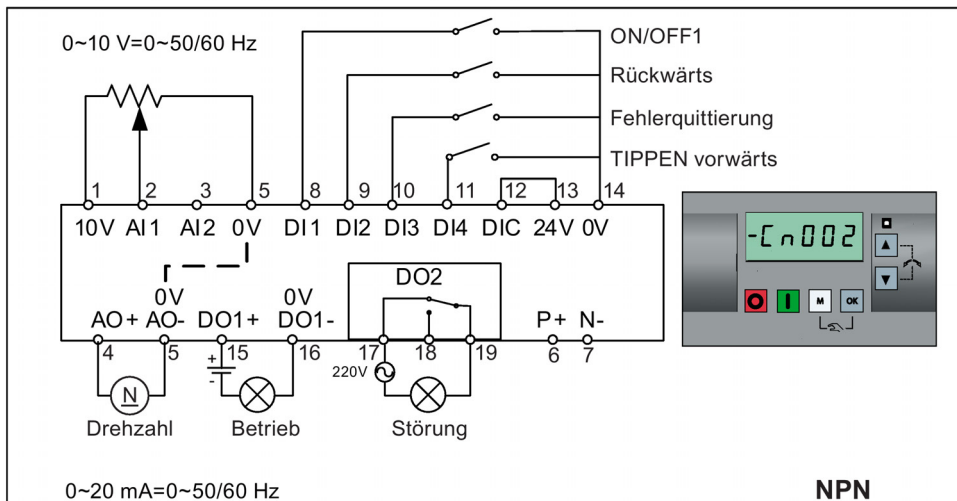 0~10 V=0~50/60 Hz
ON/OFF1
Rückwärts
Fehlerquittierung
TIPPEN vorwärts
1 2 3 5 8 9 10 11 12 13 14
10V AI1 AI2 0V DI1 DI2 DI3 DI4 DIC 24V 0V
-Cn002
M OK
0V 0V DO2
AO+ AO- DO1+ DO1- P+ N-
4 5 15 16 17 18 19 6 7
+ - 220V
N
Drehzahl Betrieb Störung
0~20 mA=0~50/60 Hz
NPN